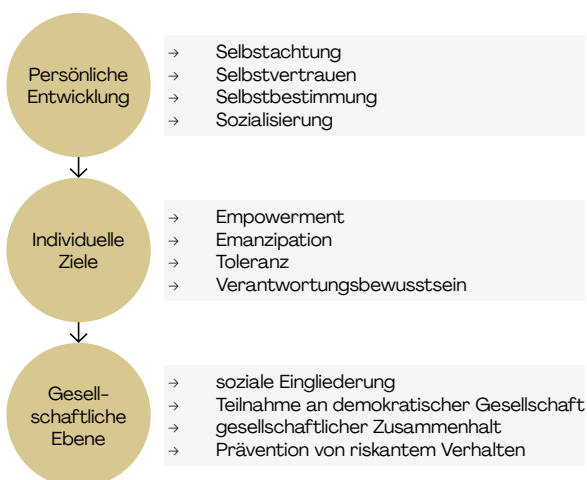 Persönliche
Entwicklung
→ Selbstachtung
→ Selbstvertrauen
→ Selbstbestimmung
→ Sozialisierung
Individuelle
Ziele
→ Empowerment
→ Emanzipation
→ Toleranz
→ Verantwortungsbewusstsein
Gesell-
schaftliche
Ebene
→ soziale Eingliederung
→ Teilnahme an demokratischer Gesellschaft
→ gesellschaftlicher Zusammenhalt
→ Prävention von riskantem Verhalten